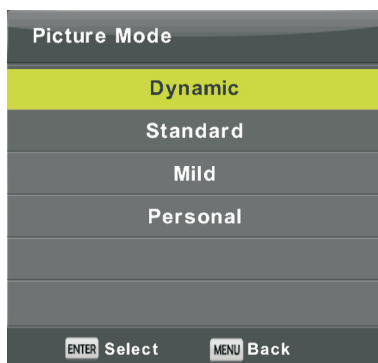 Picture Mode
Dynamic
Standard
Mild
Personal
ENTER Select MENU Back